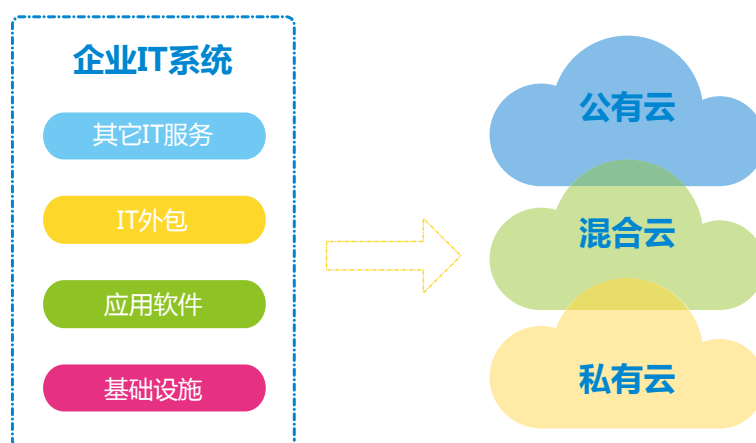 企业IT系统
其它IT服务
IT外包
应用软件
基础设施
公有云
混合云
私有云